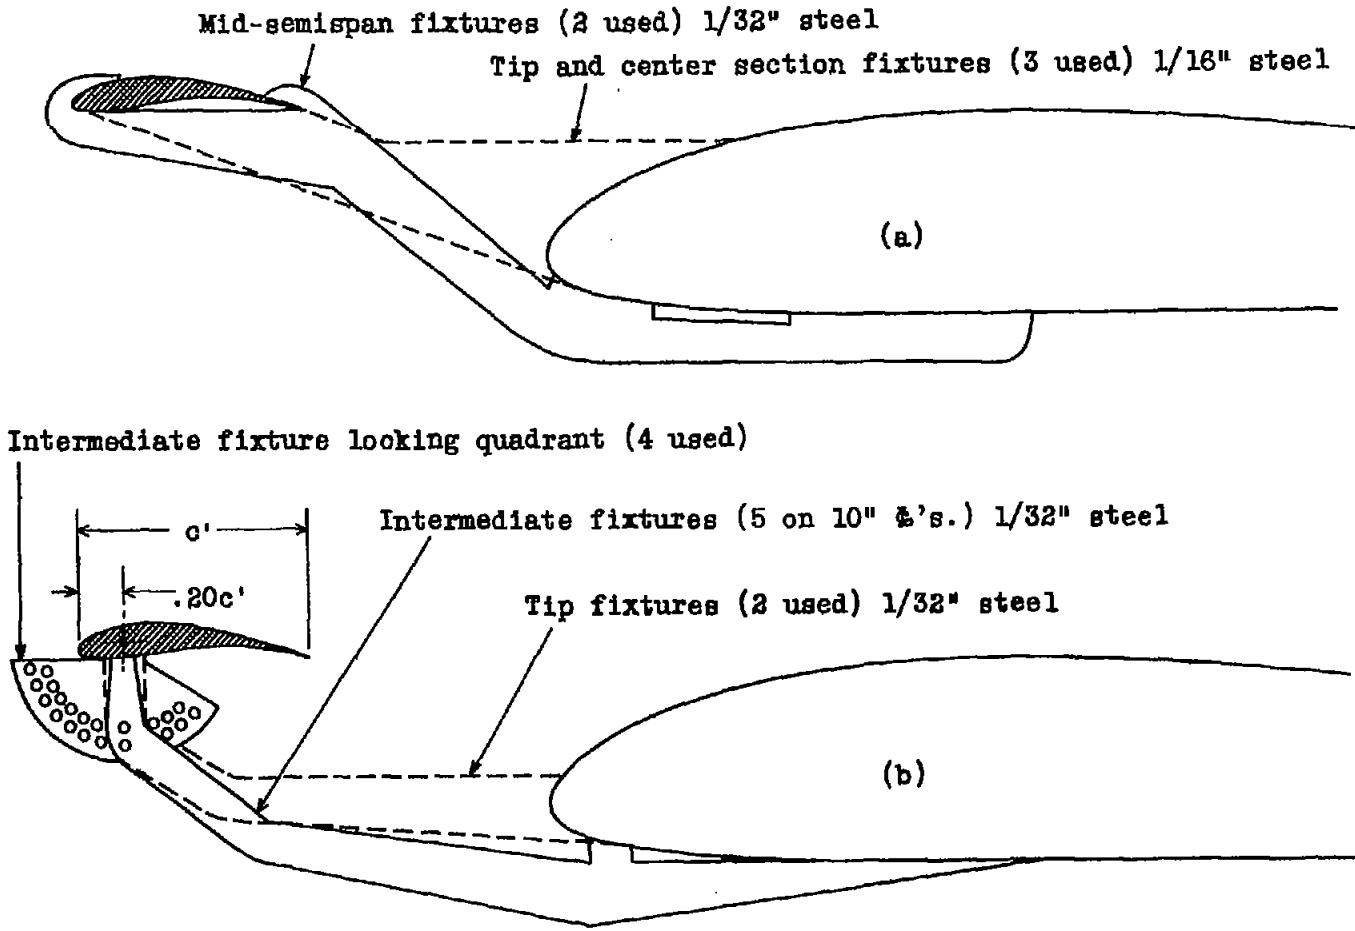 Mid-semispan fixtures (2 used) 1/32" steel
Tip and center section fixtures (3 used) 1/16" steel
(a)
Intermediate fixture looking quadrant (4 used)
c'
Intermediate fixtures (5 on 10" ℄'s.) 1/32" steel
.20c'
Tip fixtures (2 used) 1/32" steel
(b)